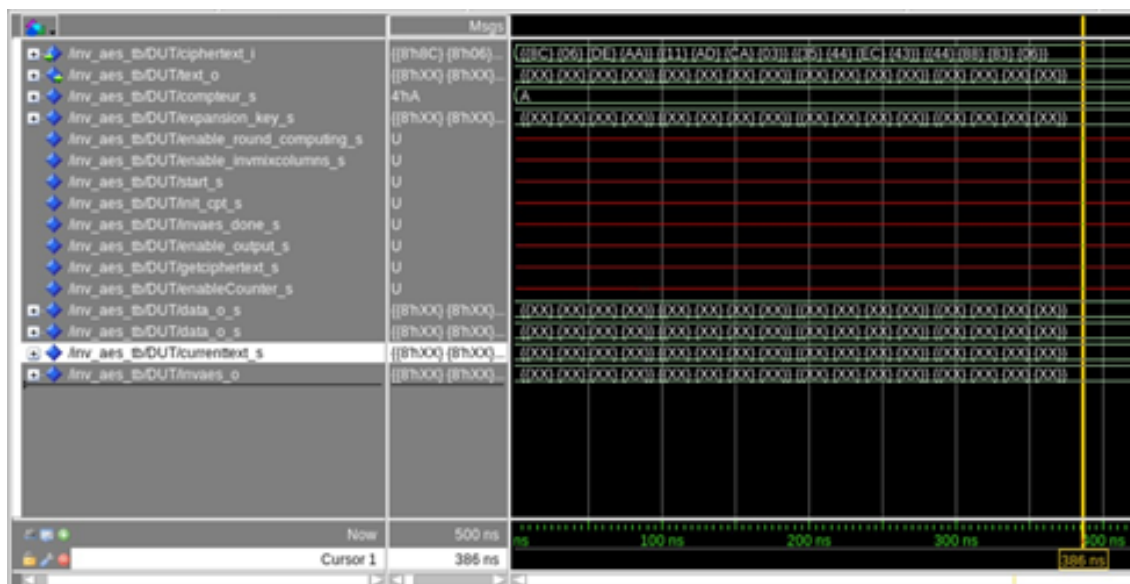 Msgs
/inv_aes_tb/DUT/ciphertext_i {{8'h8C} {8'h06}... {{8C} {06} {DE} {AA}} {{11} {AD} {CA} {03}} {{35} {44} {EC} {43}} {{44} {88} {83} {06}}
/inv_aes_tb/DUT/text_o {{8'hXX} {8'hXX}... {{XX} {XX} {XX} {XX}} {{XX} {XX} {XX} {XX}} {{XX} {XX} {XX} {XX}} {{XX} {XX} {XX} {XX}}
/inv_aes_tb/DUT/compteur_s 4'hA A
/inv_aes_tb/DUT/expansion_key_s {{8'hXX} {8'hXX}... {{XX} {XX} {XX} {XX}} {{XX} {XX} {XX} {XX}} {{XX} {XX} {XX} {XX}} {{XX} {XX} {XX} {XX}}
/inv_aes_tb/DUT/enable_round_computing_s U
/inv_aes_tb/DUT/enable_invmixcolumns_s U
/inv_aes_tb/DUT/start_s U
/inv_aes_tb/DUT/init_cpt_s U
/inv_aes_tb/DUT/invaes_done_s U
/inv_aes_tb/DUT/enable_output_s U
/inv_aes_tb/DUT/getciphertext_s U
/inv_aes_tb/DUT/enableCounter_s U
/inv_aes_tb/DUT/data_o_s {{8'hXX} {8'hXX}... {{XX} {XX} {XX} {XX}} {{XX} {XX} {XX} {XX}} {{XX} {XX} {XX} {XX}} {{XX} {XX} {XX} {XX}}
/inv_aes_tb/DUT/data_o_s {{8'hXX} {8'hXX}... {{XX} {XX} {XX} {XX}} {{XX} {XX} {XX} {XX}} {{XX} {XX} {XX} {XX}} {{XX} {XX} {XX} {XX}}
/inv_aes_tb/DUT/currenttext_s {{8'hXX} {8'hXX}... {{XX} {XX} {XX} {XX}} {{XX} {XX} {XX} {XX}} {{XX} {XX} {XX} {XX}} {{XX} {XX} {XX} {XX}}
/inv_aes_tb/DUT/invaes_o {{8'hXX} {8'hXX}... {{XX} {XX} {XX} {XX}} {{XX} {XX} {XX} {XX}} {{XX} {XX} {XX} {XX}} {{XX} {XX} {XX} {XX}}
Now 500 ns ns 100 ns 200 ns 300 ns 400 ns
Cursor 1 386 ns 386 ns